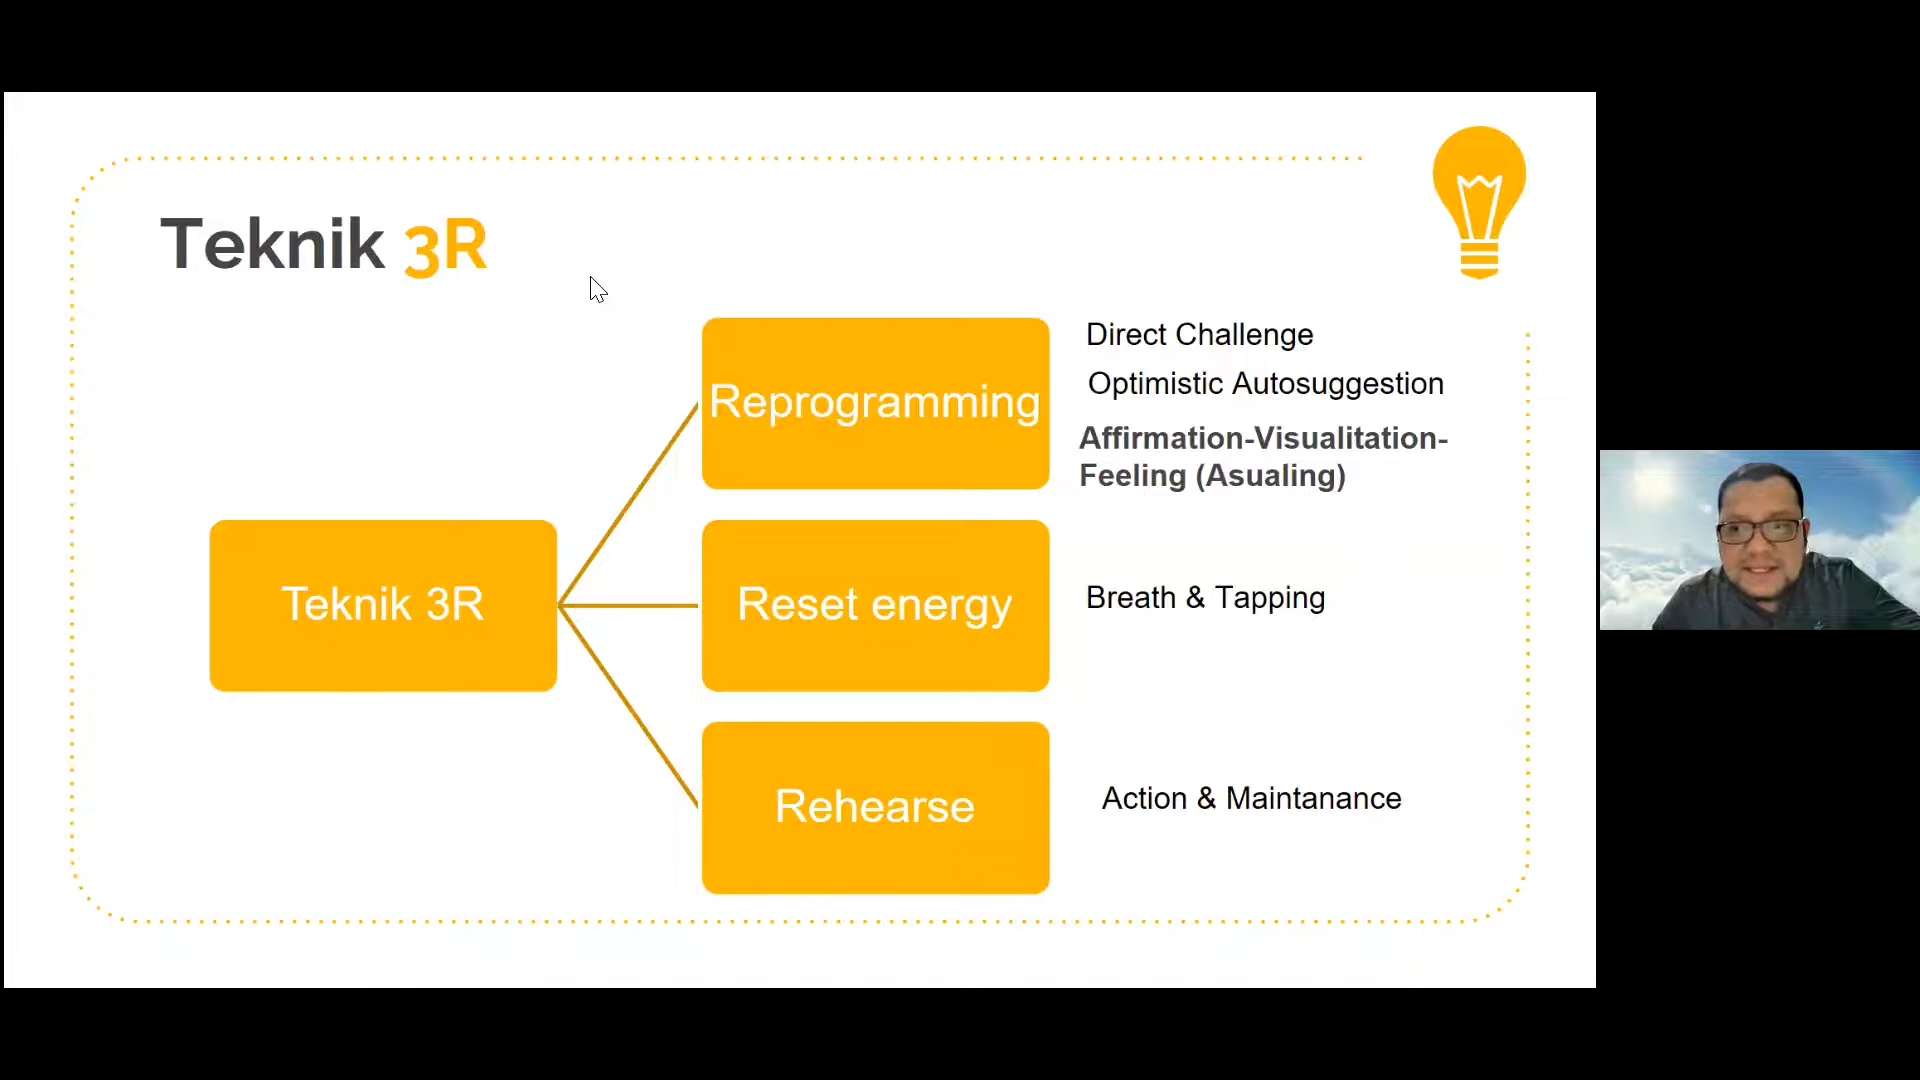 Teknik 3R
Direct Challenge
Reprogramming
Optimistic Autosuggestion
Affirmation-Visualitation-
Feeling (Asualing)
Teknik 3R
Reset energy
Breath & Tapping
Rehearse
Action & Maintanance